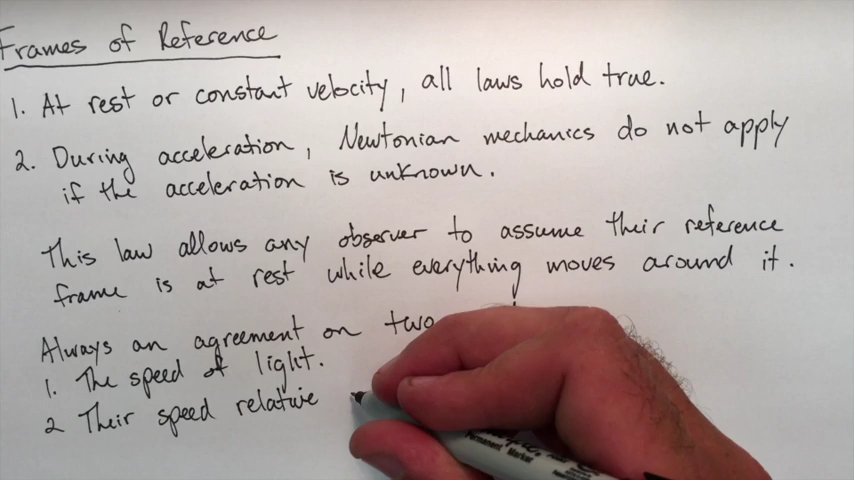 Frames of Reference
1. At rest or constant velocity, all laws hold true.
2. During acceleration, Newtonian mechanics do not apply
if the acceleration is unknown.
This law allows any observer to assume their reference
frame is at rest while everything moves around it.
Always an agreement on two
1. The speed of light.
2 Their speed relative
Permanent Marker